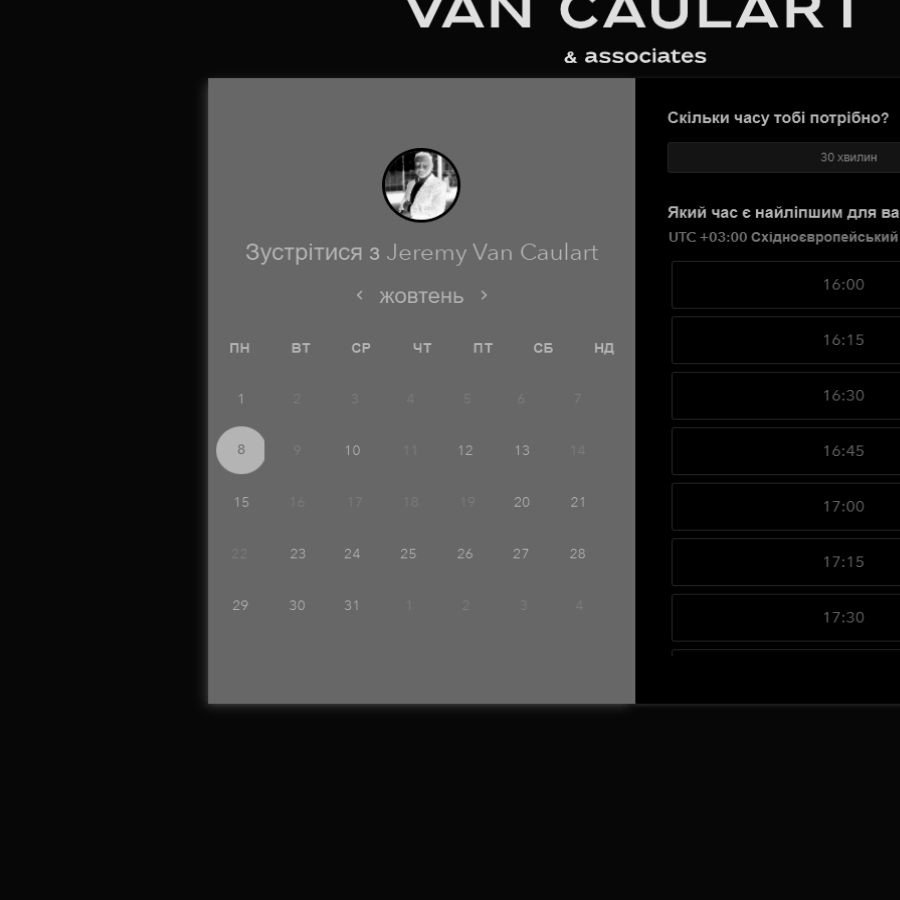 VAN CAULART
& associates
Зустрітися з Jeremy Van Caulart
жовтень
ПН ВТ СР ЧТ ПТ СБ НД
1 2 3 4 5 6 7
8 9 10 11 12 13 14
15 16 17 18 19 20 21
22 23 24 25 26 27 28
29 30 31 1 2 3 4
Скільки часу тобі потрібно?
30 хвилин
Який час є найліпшим для ва
UTC +03:00 Східноєвропейський
16:00
16:15
16:30
16:45
17:00
17:15
17:30